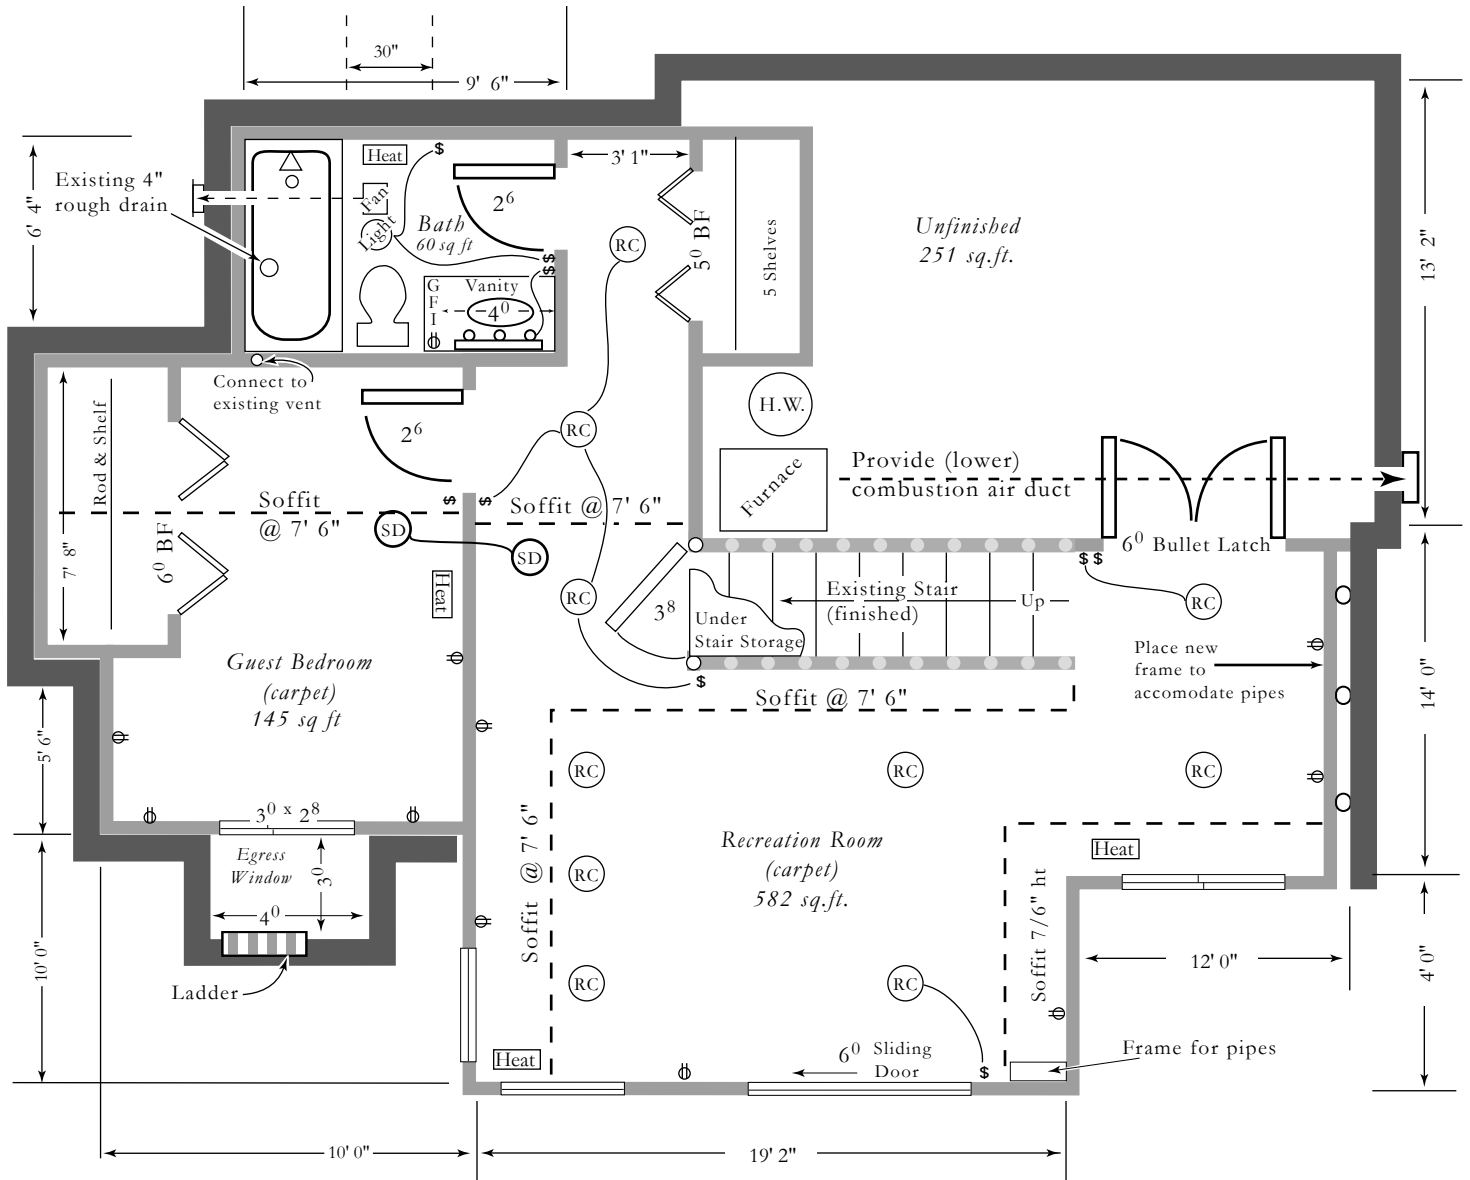 30"
9' 6"
Existing 4"
rough drain
6' 4"
Heat
$
Fan
Light
Bath
60 sq ft
2⁶
3' 1"
RC
5⁰ BF
5 Shelves
Unfinished
251 sq.ft.
13' 2"
$$
$$
G
F
I
Vanity
4⁰
Connect to
existing vent
H.W.
Rod & Shelf
2⁶
RC
Furnace
Provide (lower)
combustion air duct
Soffit
@ 7' 6"
$
$
Soffit @ 7' 6"
SD
SD
6⁰ BF
7' 8"
6⁰ Bullet Latch
$ $
Heat
RC
3⁸
Under
Stair Storage
Existing Stair
(finished)
Up
RC
Place new
frame to
accomodate pipes
14' 0"
Guest Bedroom
(carpet)
145 sq ft
$
Soffit @ 7' 6"
5' 6"
RC
RC
RC
3⁰ x 2⁸
Egress
Window
3⁰
4⁰
Soffit @ 7' 6"
RC
Recreation Room
(carpet)
582 sq.ft.
Heat
Soffit 7/6" ht
10' 0"
Ladder
RC
RC
12' 0"
4' 0"
Heat
6⁰ Sliding
Door
$
Frame for pipes
10' 0"
19' 2"